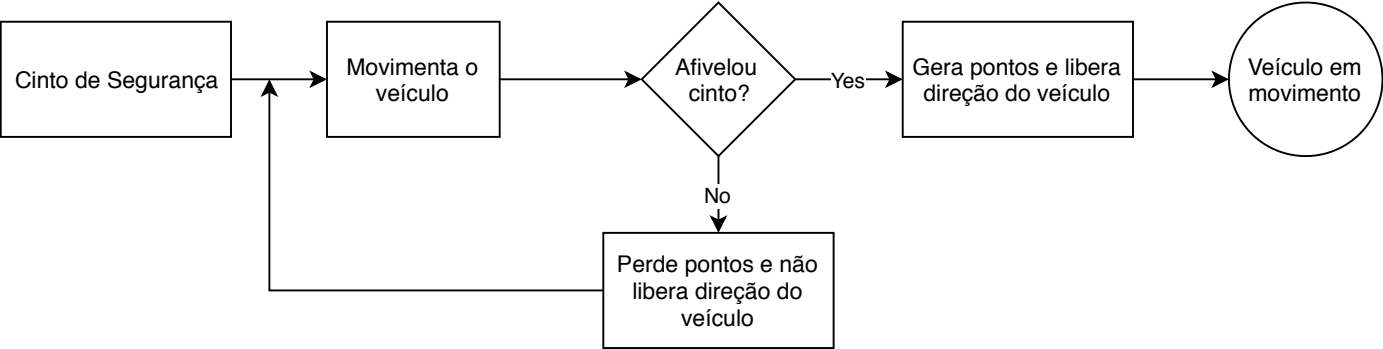 Cinto de Segurança
Movimenta o
veículo
Afivelou
cinto?
Yes
Gera pontos e libera
direção do veículo
Veículo em
movimento
No
Perde pontos e não
libera direção do
veículo